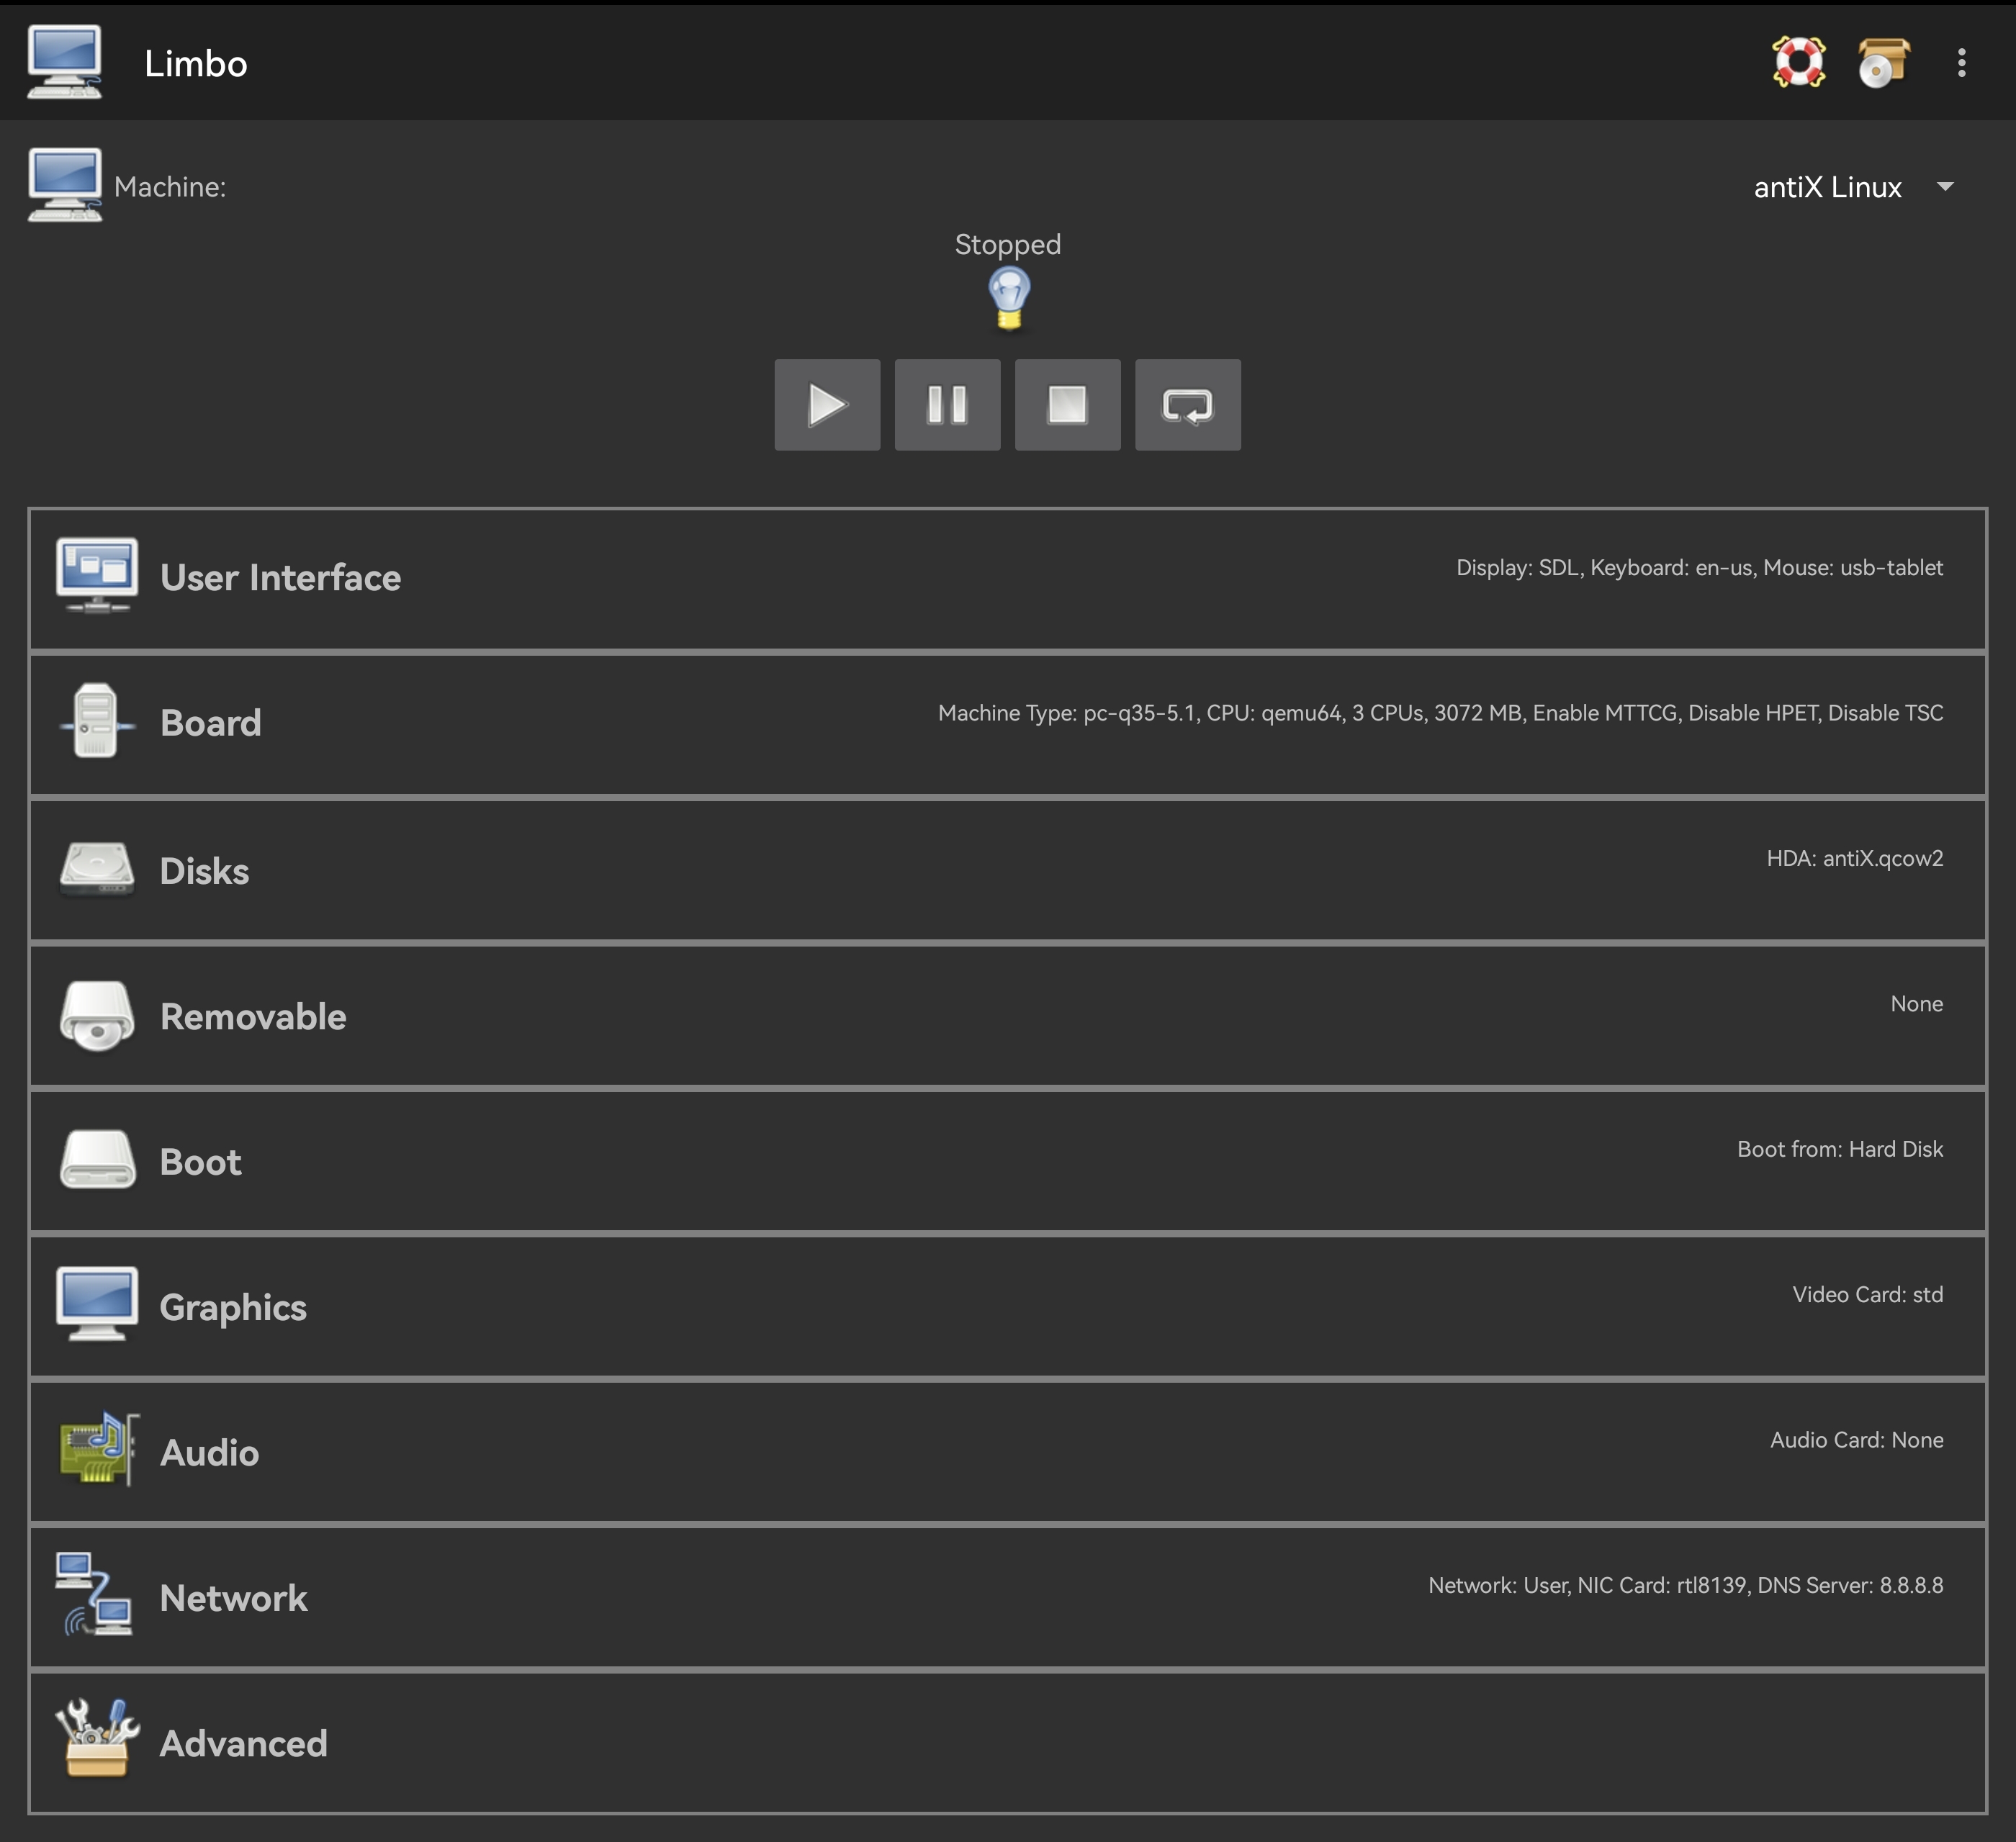 Limbo
Machine:
antiX Linux
Stopped
User Interface
Display: SDL, Keyboard: en-us, Mouse: usb-tablet
Board
Machine Type: pc-q35-5.1, CPU: qemu64, 3 CPUs, 3072 MB, Enable MTTCG, Disable HPET, Disable TSC
Disks
HDA: antiX.qcow2
Removable
None
Boot
Boot from: Hard Disk
Graphics
Video Card: std
Audio
Audio Card: None
Network
Network: User, NIC Card: rtl8139, DNS Server: 8.8.8.8
Advanced